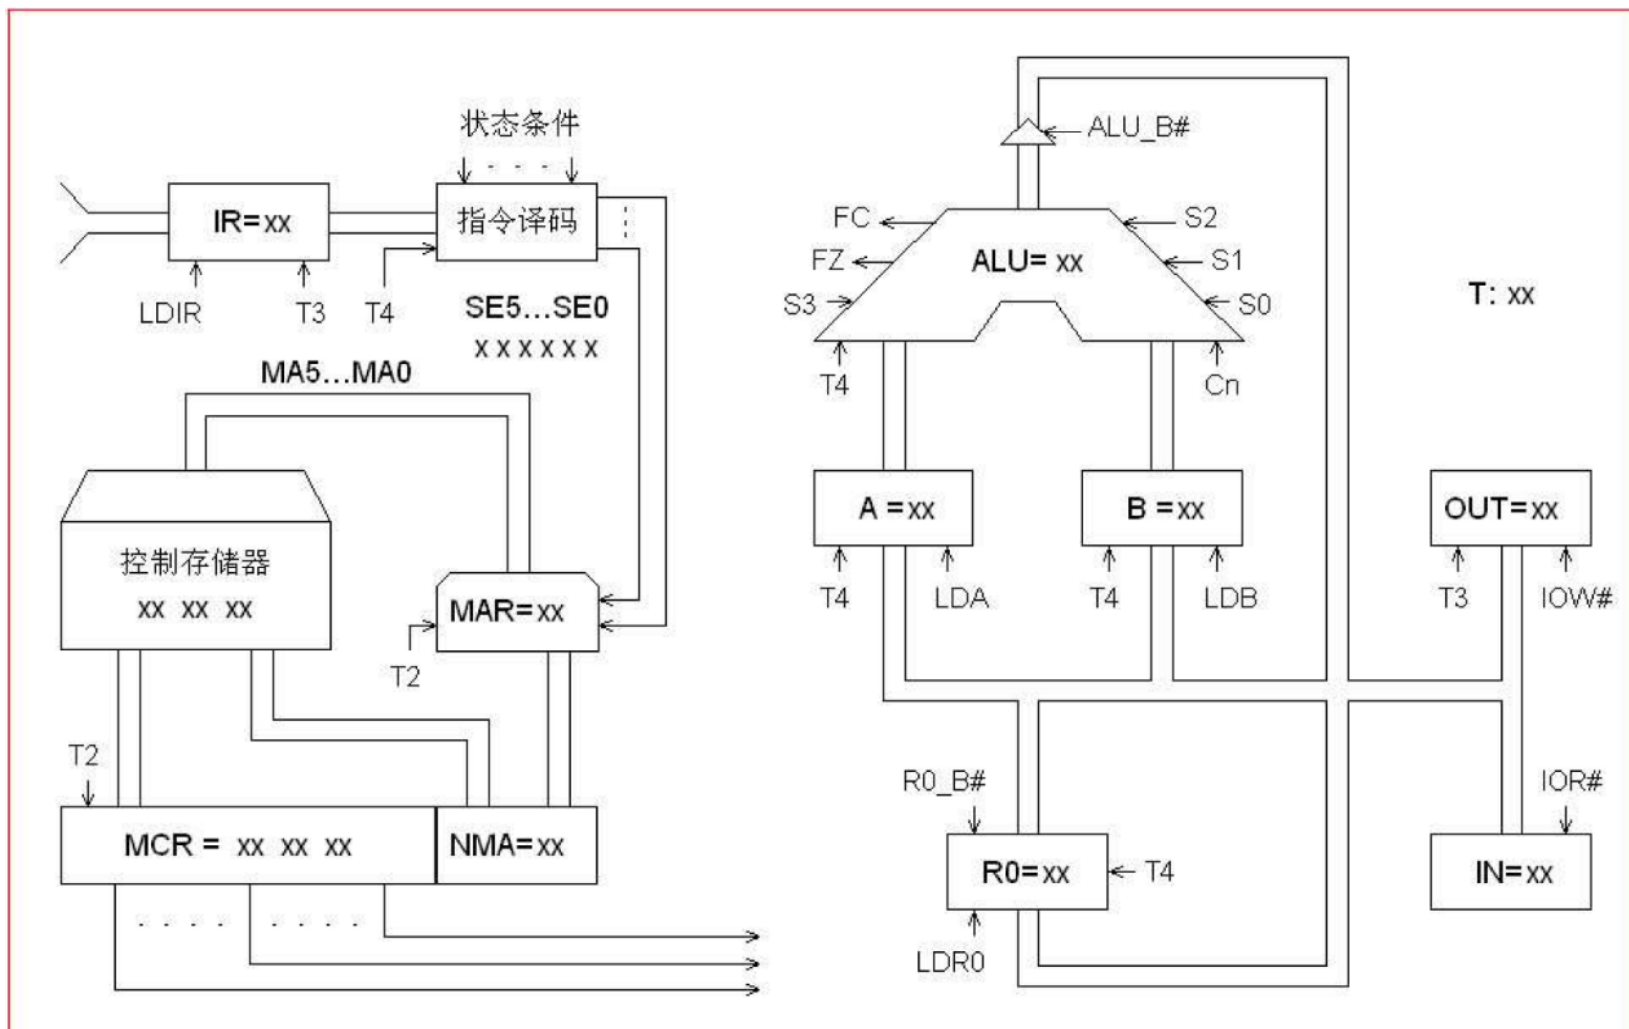 状态条件
ALU_B#
IR=xx
指令译码
FC
S2
FZ
ALU= xx
S1
LDIR
T3
T4
SE5...SE0
S3
S0
T: xx
xxxxxx
MA5...MA0
T4
Cn
A =xx
B =xx
OUT=xx
控制存储器
xx xx xx
MAR=xx
T4
LDA
T4
LDB
T3
IOW#
T2
T2
R0_B#
IOR#
MCR = xx xx xx
NMA=xx
R0=xx
T4
IN=xx
LDR0